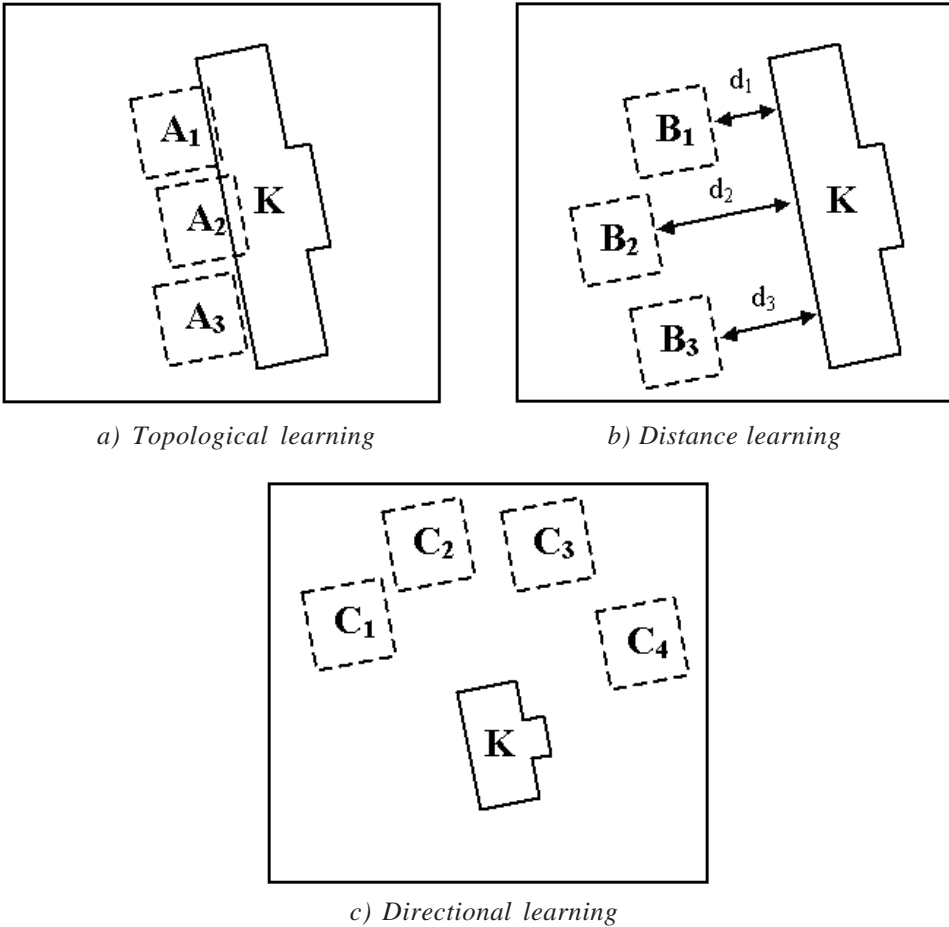 A1
A2
K
A3
d1
B1
d2
K
B2
d3
B3
a) Topological learning
b) Distance learning
C2
C3
C1
C4
K
c) Directional learning